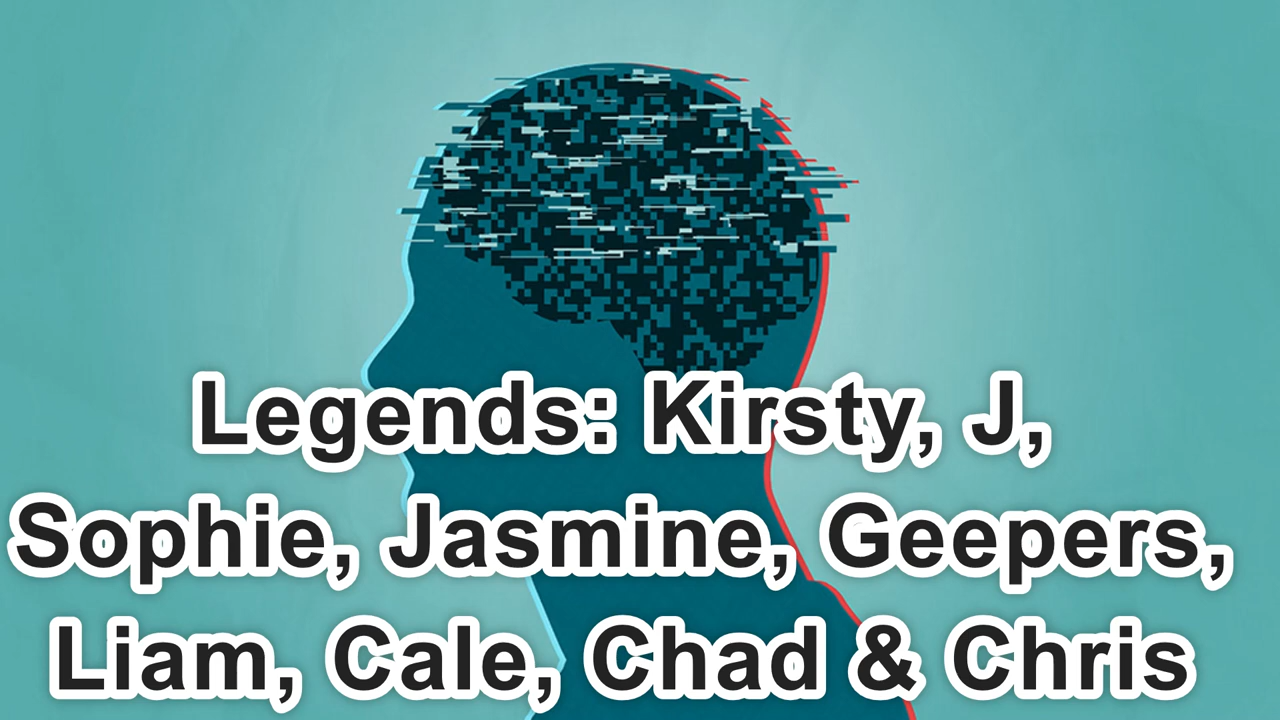 Legends: Kirsty, J,
Sophie, Jasmine, Geepers,
Liam, Cale, Chad & Chris